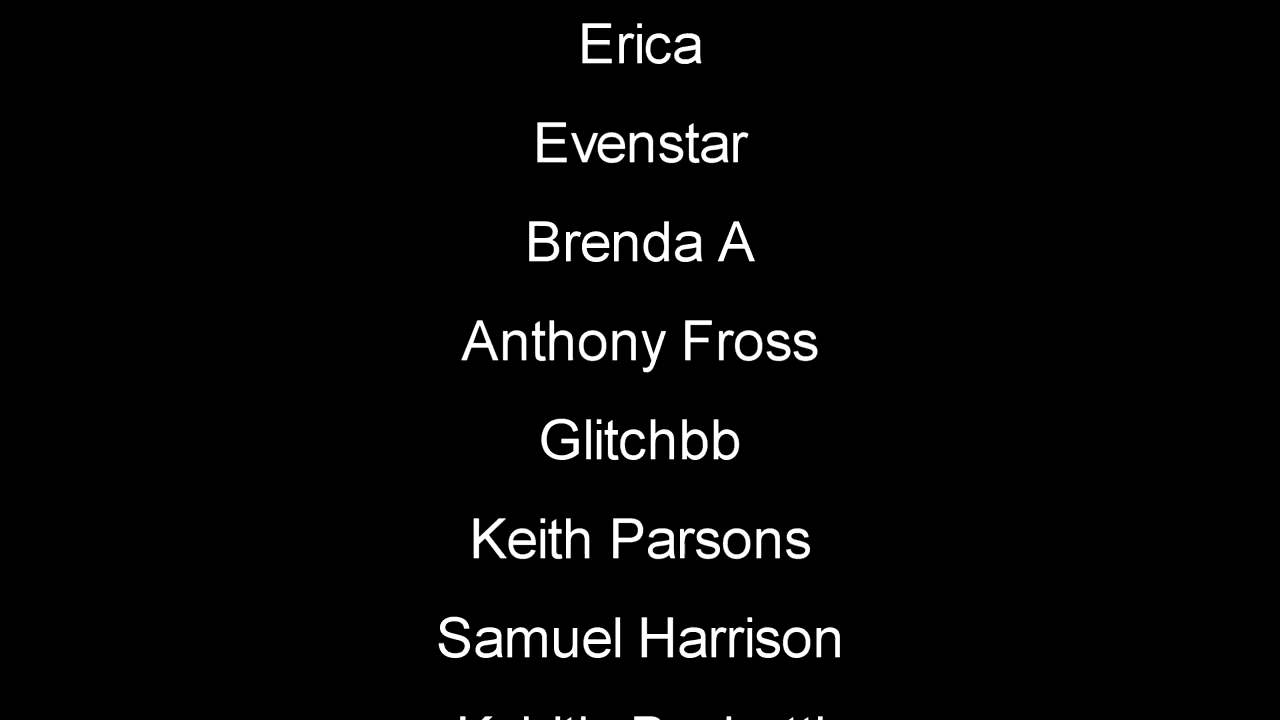 Erica
Evenstar
Brenda A
Anthony Fross
Glitchbb
Keith Parsons
Samuel Harrison